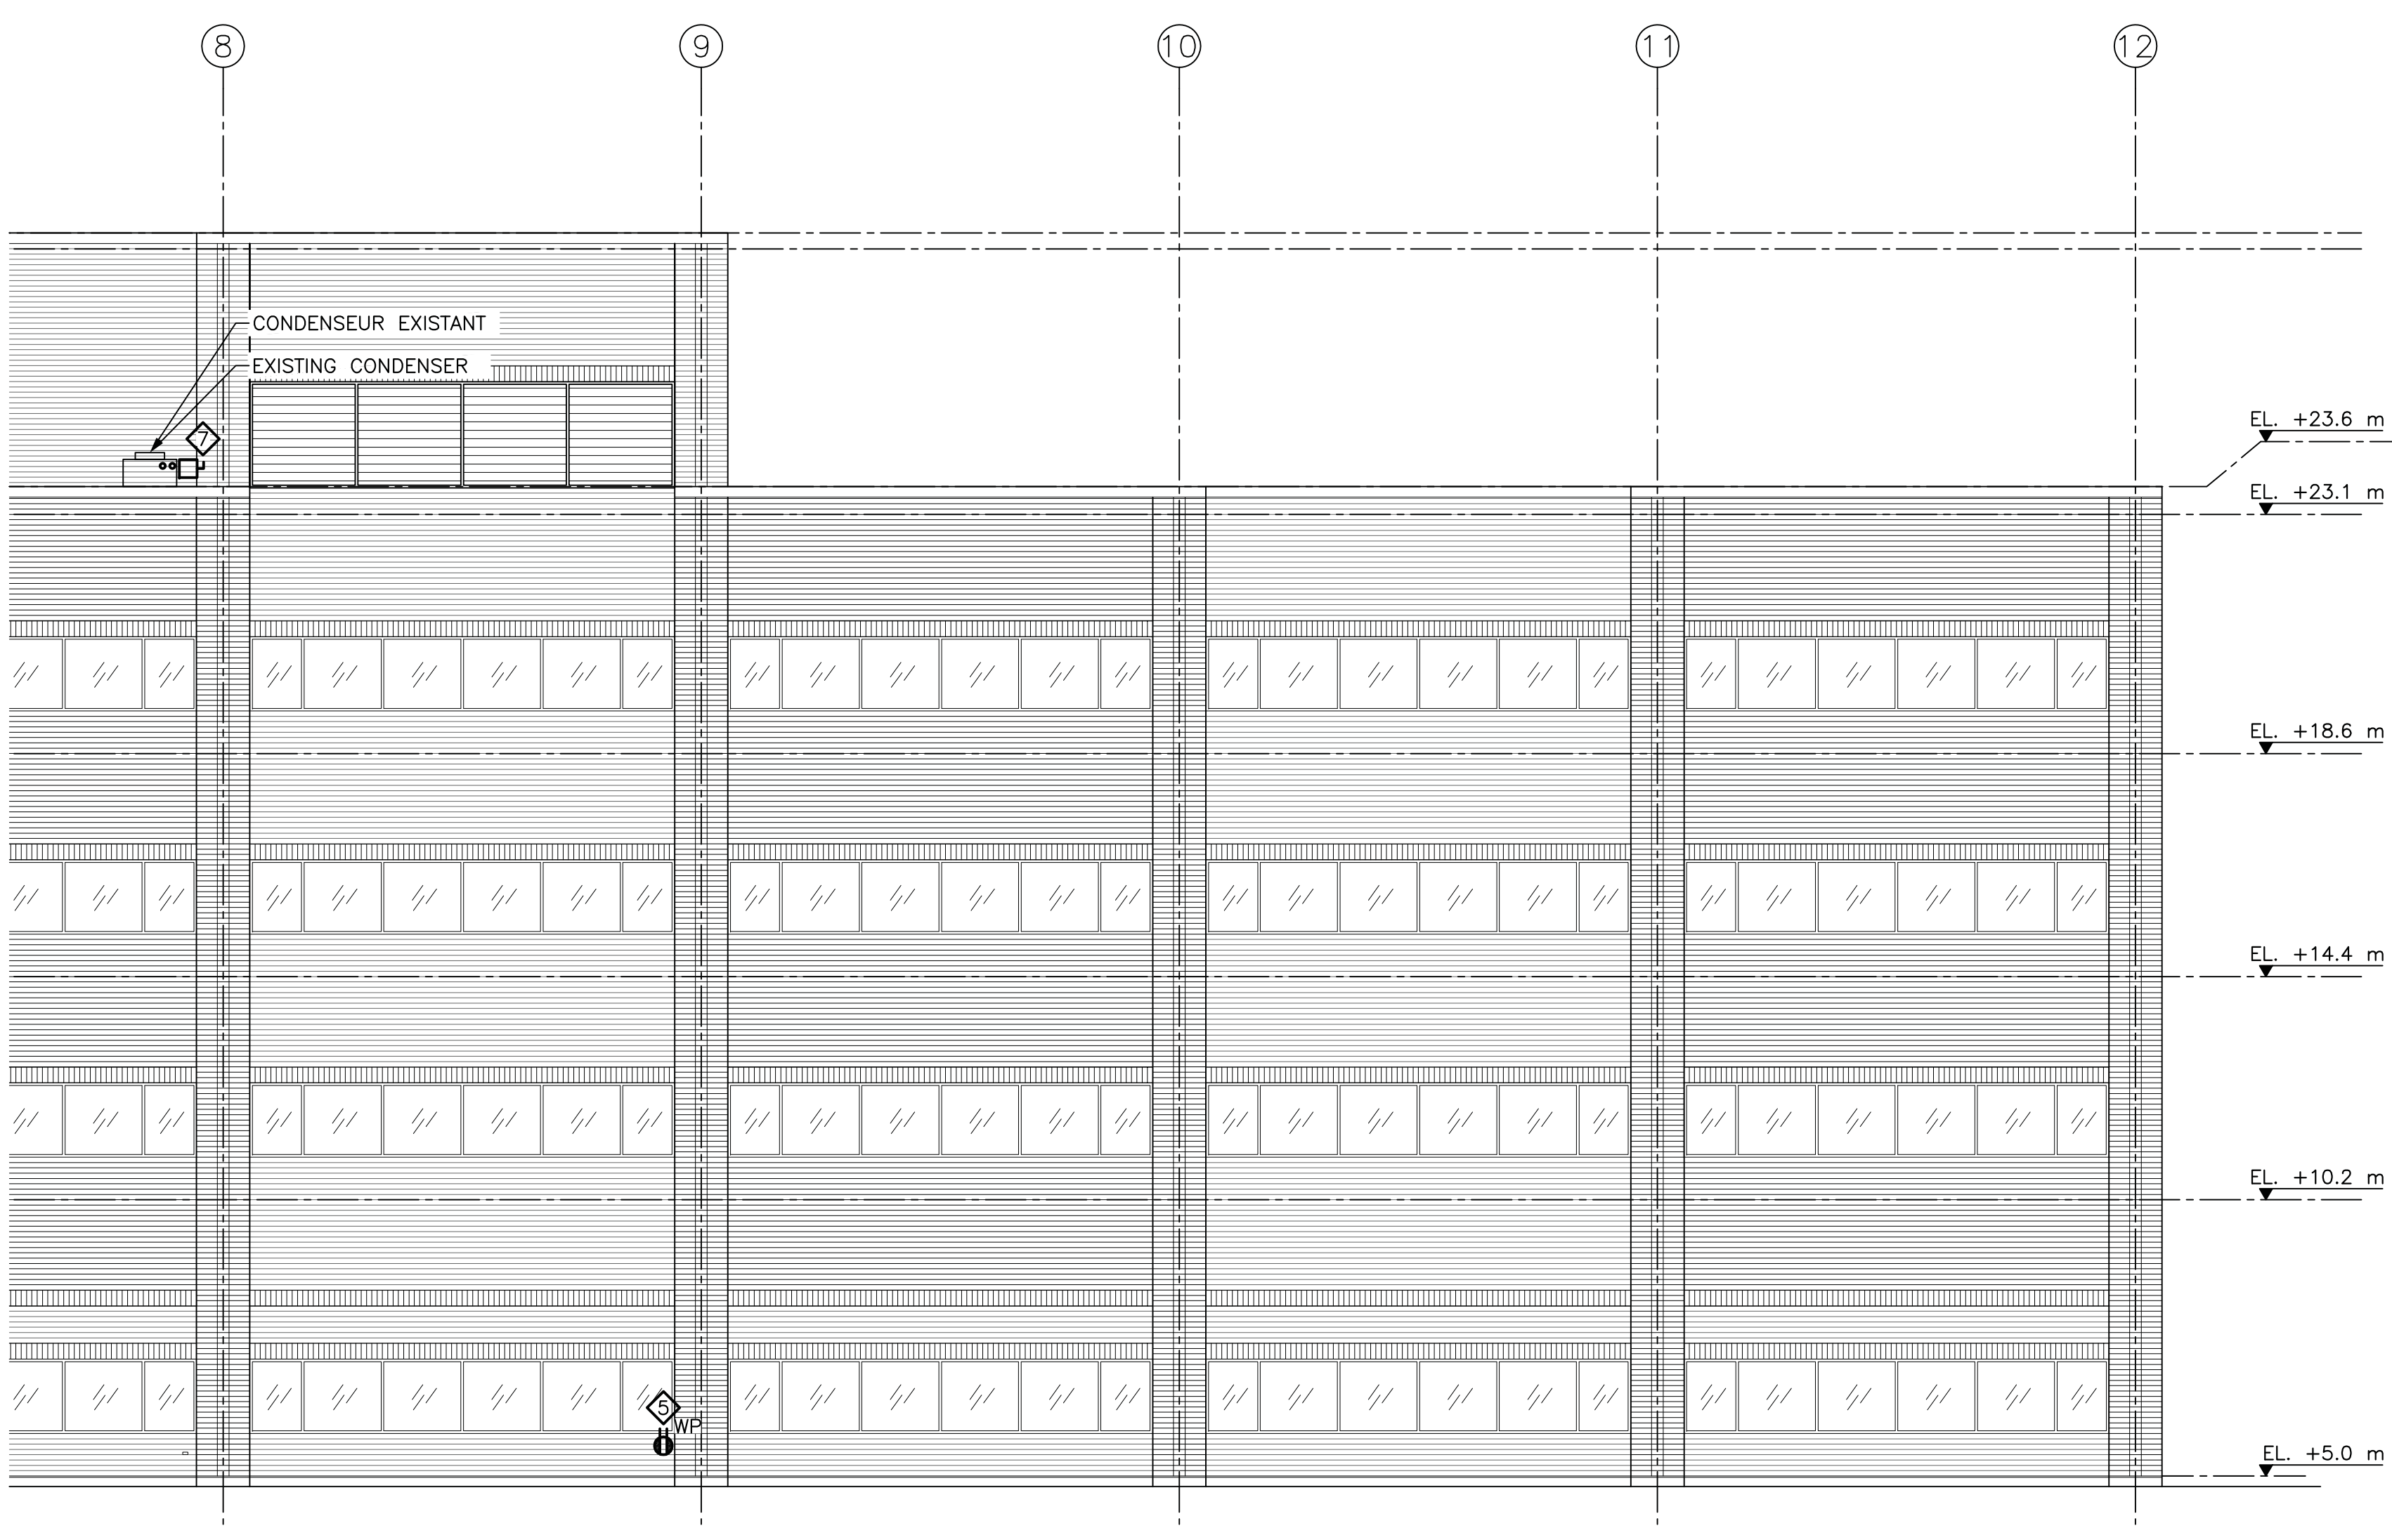 8 9 10 11 12
CONDENSEUR EXISTANT
EXISTING CONDENSER
7
EL. +23.6 m
EL. +23.1 m
EL. +18.6 m
EL. +14.4 m
EL. +10.2 m
5
WP
EL. +5.0 m